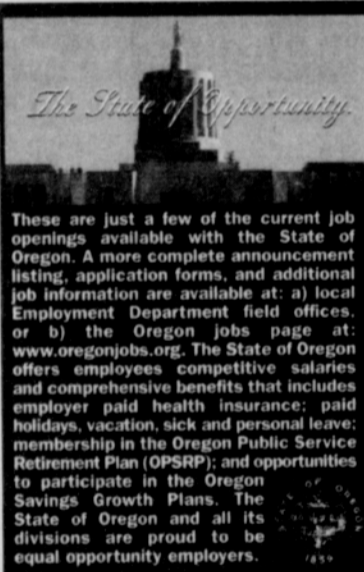 The State of Opportunity.
These are just a few of the current job
openings available with the State of
Oregon. A more complete announcement
listing, application forms, and additional
job information are available at: a) local
Employment Department field offices,
or b) the Oregon jobs page at:
www.oregonjobs.org. The State of Oregon
offers employees competitive salaries
and comprehensive benefits that includes
employer paid health insurance; paid
holidays, vacation, sick and personal leave;
membership in the Oregon Public Service
Retirement Plan (OPSRP); and opportunities
to participate in the Oregon
Savings Growth Plans. The
State of Oregon and all its
divisions are proud to be
equal opportunity employers.
STATE OF OREGON
1859